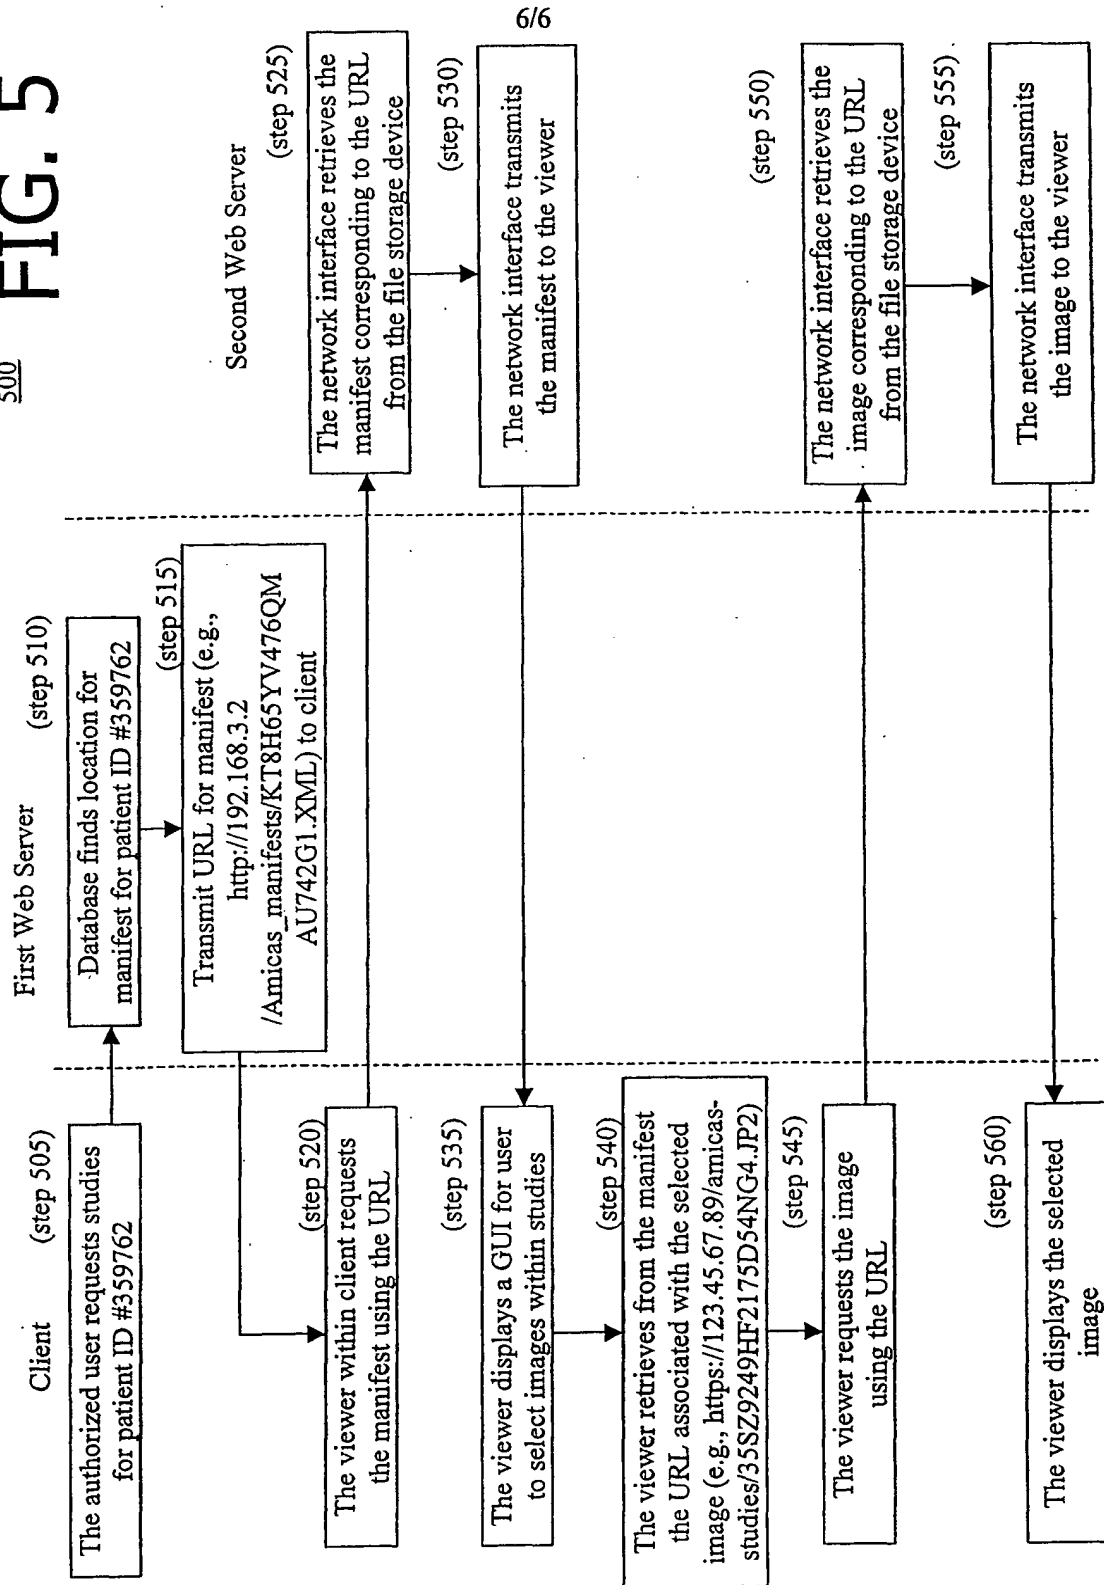 6/6
500
FIG. 5
Client
First Web Server
Second Web Server
(step 505)
The authorized user requests studies
for patient ID #359762
(step 510)
Database finds location for
manifest for patient ID #359762
(step 515)
Transmit URL for manifest (e.g.,
http://192.168.3.2
/Amicas_manifests/KT8H65YV476QM
AU742G1.XML) to client
(step 520)
The viewer within client requests
the manifest using the URL
(step 525)
The network interface retrieves the
manifest corresponding to the URL
from the file storage device
(step 530)
The network interface transmits
the manifest to the viewer
(step 535)
The viewer displays a GUI for user
to select images within studies
(step 540)
The viewer retrieves from the manifest
the URL associated with the selected
image (e.g., https://123.45.67.89/amicas-
studies/35SZ9249HF2175D54NG4.JP2)
(step 545)
The viewer requests the image
using the URL
(step 550)
The network interface retrieves the
image corresponding to the URL
from the file storage device
(step 555)
The network interface transmits
the image to the viewer
(step 560)
The viewer displays the selected
image